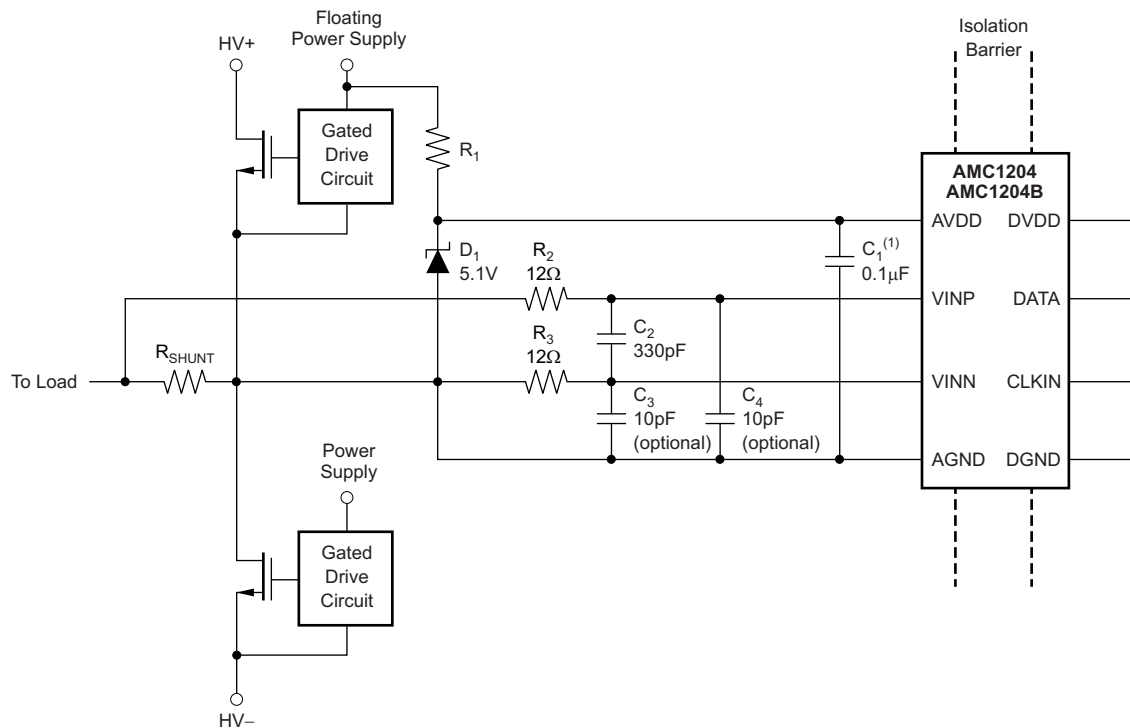 Floating
Power Supply
HV+
Isolation
Barrier
Gated
Drive
Circuit
R1
AMC1204
AMC1204B
AVDD
DVDD
D1
5.1V
C1(1)
0.1μF
R2
12Ω
VINP
DATA
C2
330pF
R3
12Ω
RSHUNT
To Load
VINN
CLKIN
C3
10pF
(optional)
C4
10pF
(optional)
AGND
DGND
Power
Supply
Gated
Drive
Circuit
HV−